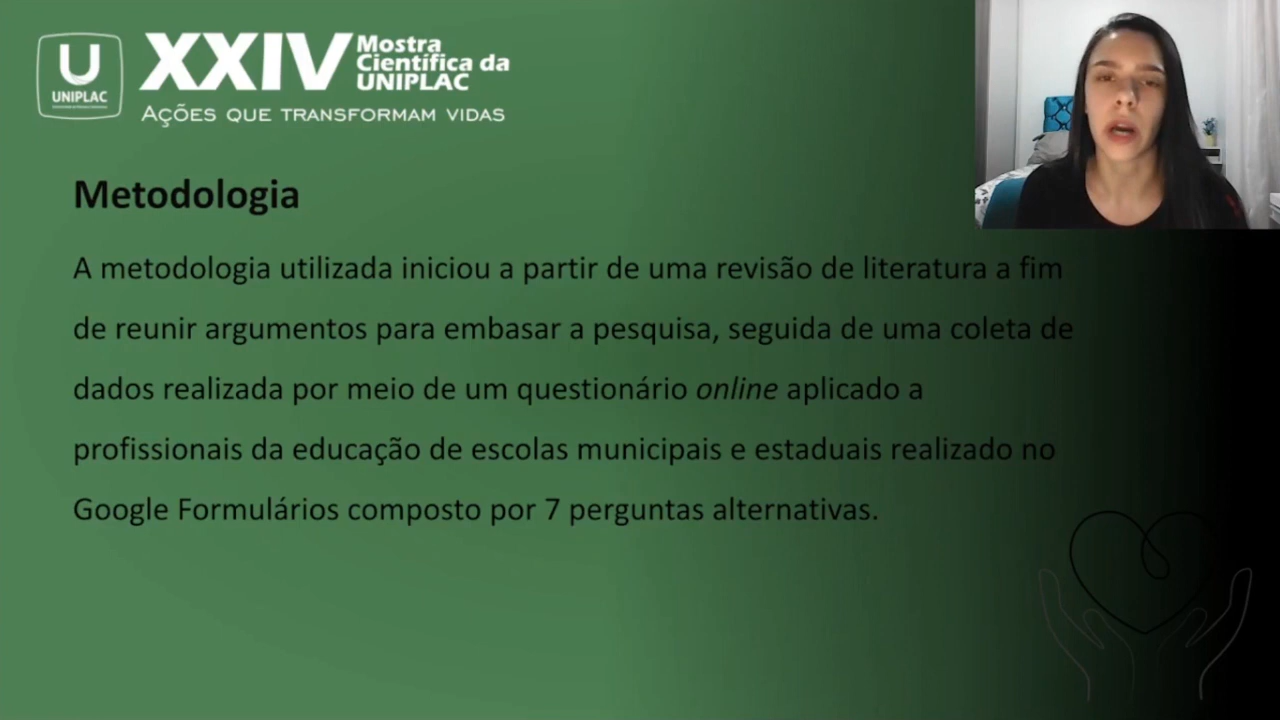 U
UNIPLAC
XXIV
Mostra
Científica da
UNIPLAC
AÇÕES QUE TRANSFORMAM VIDAS
Metodologia
A metodologia utilizada iniciou a partir de uma revisão de literatura a fim
de reunir argumentos para embasar a pesquisa, seguida de uma coleta de
dados realizada por meio de um questionário online aplicado a
profissionais da educação de escolas municipais e estaduais realizado no
Google Formulários composto por 7 perguntas alternativas.